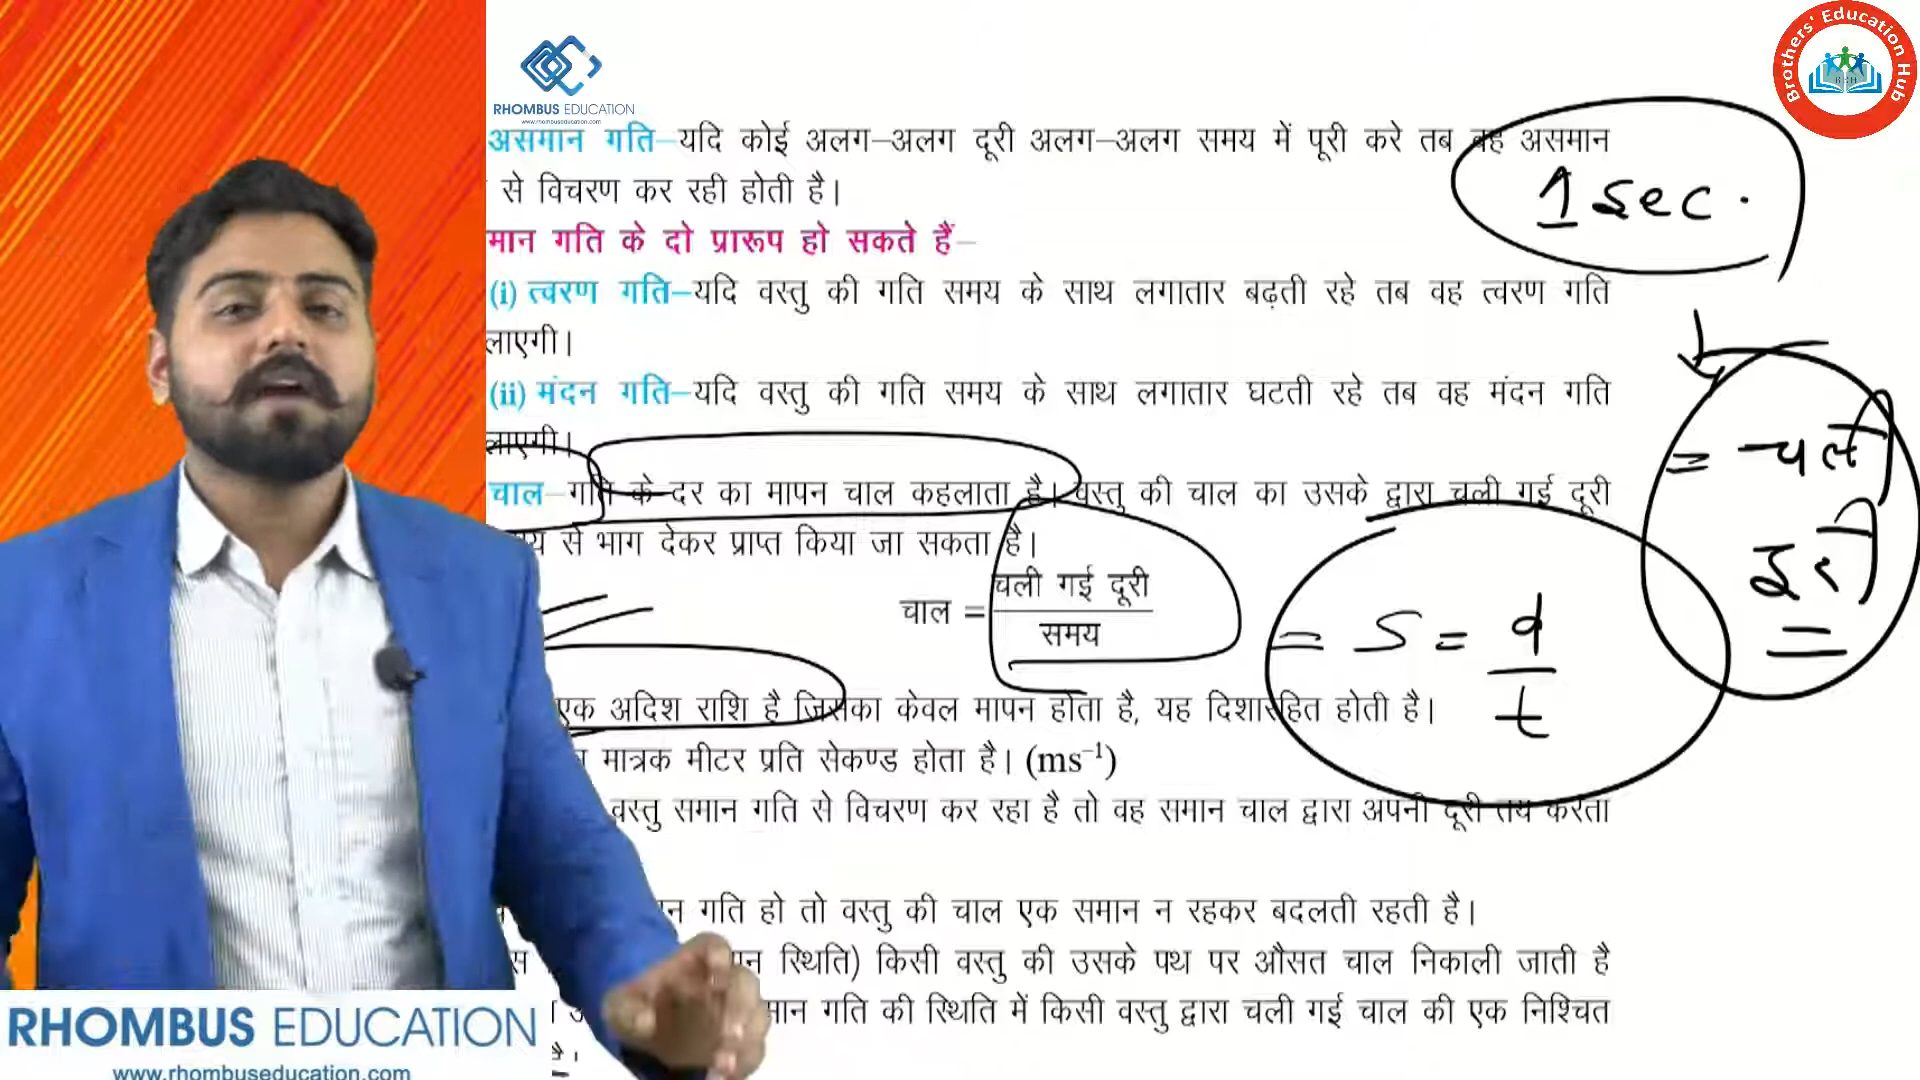 RHOMBUS EDUCATION
www.rhombuseducation.com
Brothers' Education Hub
BEH
असमान गति–यदि कोई अलग–अलग दूरी अलग–अलग समय में पूरी करे तब वह असमान
से विचरण कर रही होती है।
1 sec.
मान गति के दो प्रारूप हो सकते हैं–
(i) त्वरण गति–यदि वस्तु की गति समय के साथ लगातार बढ़ती रहे तब वह त्वरण गति
लाएगी।
(ii) मंदन गति–यदि वस्तु की गति समय के साथ लगातार घटती रहे तब वह मंदन गति
लाएगी।
चाल–गति के दर का मापन चाल कहलाता है। वस्तु की चाल का उसके द्वारा चली गई दूरी
से भाग देकर प्राप्त किया जा सकता है।
चाल = चली गई दूरी
समय
= S = d
t
एक अदिश राशि है जिसका केवल मापन होता है, यह दिशारहित होती है।
मात्रक मीटर प्रति सेकण्ड होता है। (ms⁻¹)
वस्तु समान गति से विचरण कर रहा है तो वह समान चाल द्वारा अपनी दूरी तय करता
गति हो तो वस्तु की चाल एक समान न रहकर बदलती रहती है।
स्थिति) किसी वस्तु की उसके पथ पर औसत चाल निकाली जाती है
मान गति की स्थिति में किसी वस्तु द्वारा चली गई चाल की एक निश्चित
है।
RHOMBUS EDUCATION
www.rhombuseducation.com